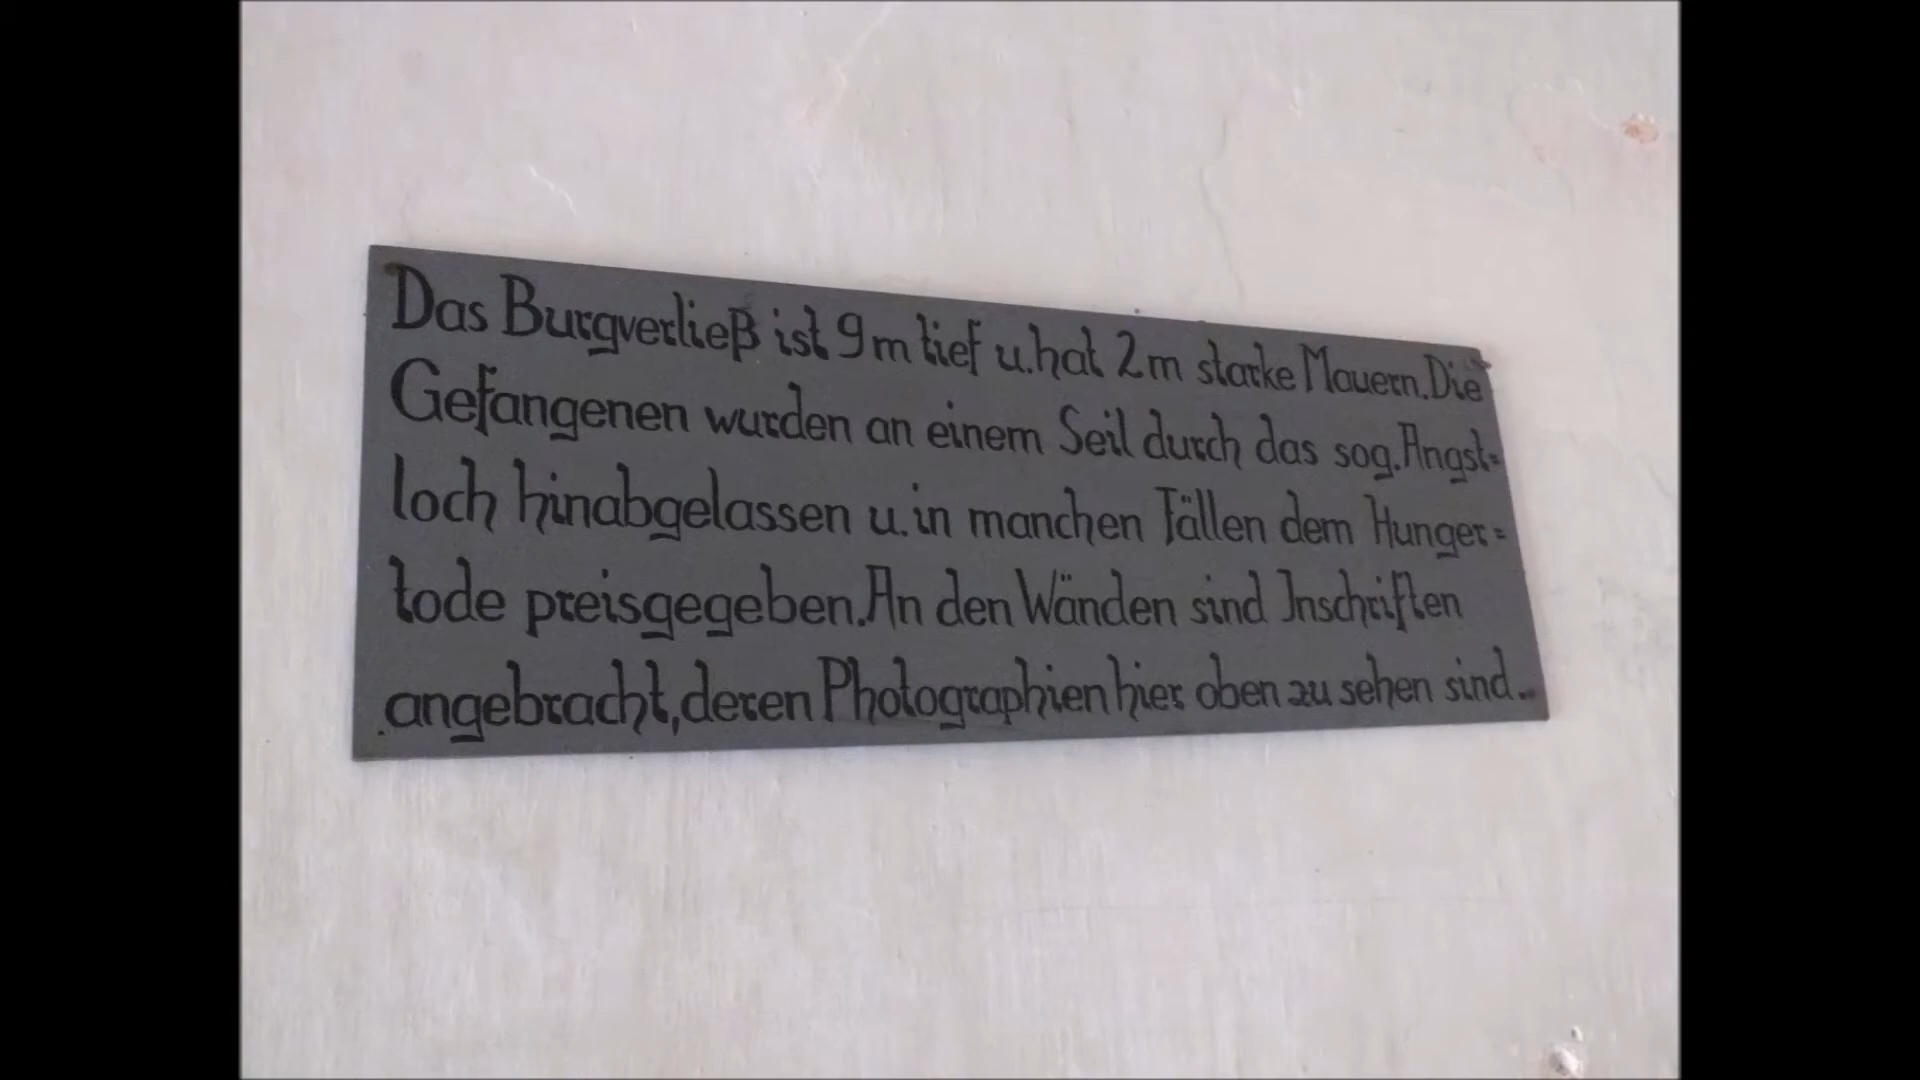 Das Burgverließ ist 9 m tief u. hat 2 m starke Mauern. Die
Gefangenen wurden an einem Seil durch das sog. Angst=
loch hinabgelassen u. in manchen Fällen dem Hunger=
tode preisgegeben. An den Wänden sind Inschriften
angebracht, deren Photographien hier oben zu sehen sind.